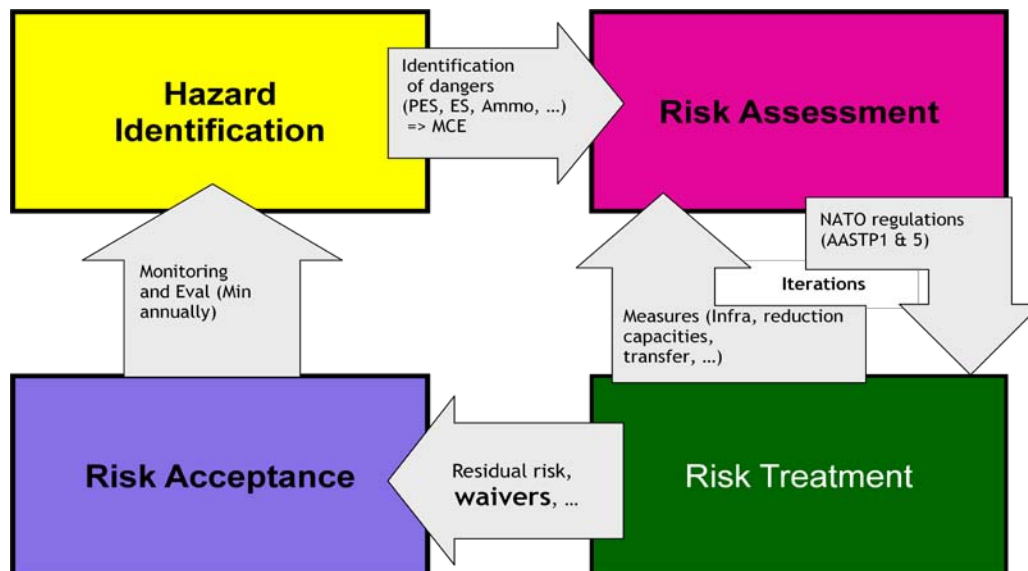 Hazard
Identification
Identification
of dangers
(PES, ES, Ammo, ...)
=> MCE
Risk Assessment
NATO regulations
(AASTP1 & 5)
Iterations
Measures (Infra, reduction
capacities,
transfer, ...)
Monitoring
and Eval (Min
annually)
Risk Acceptance
Residual risk,
waivers, ...
Risk Treatment